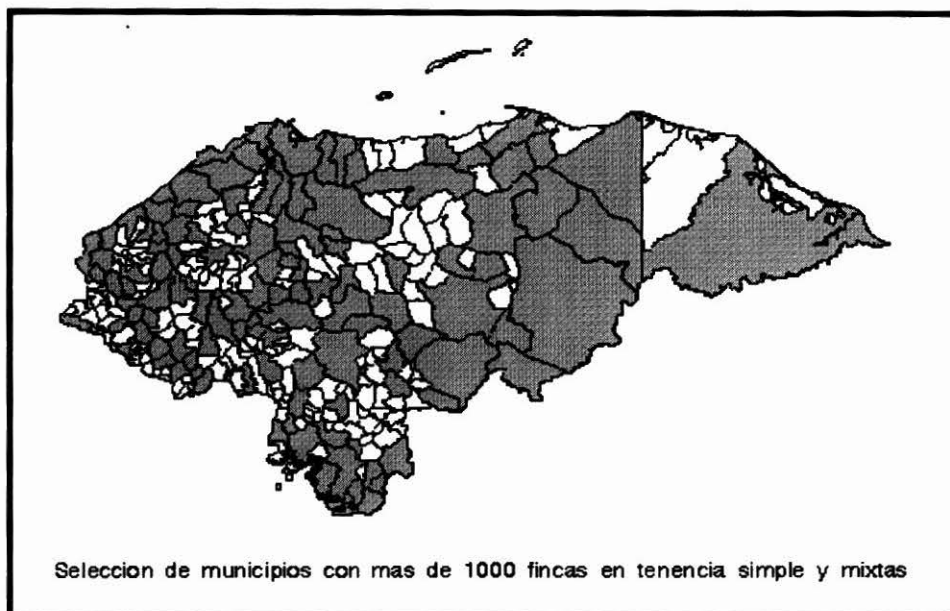 Seleccion de municipios con mas de 1000 fincas en tenencia simple y mixtas